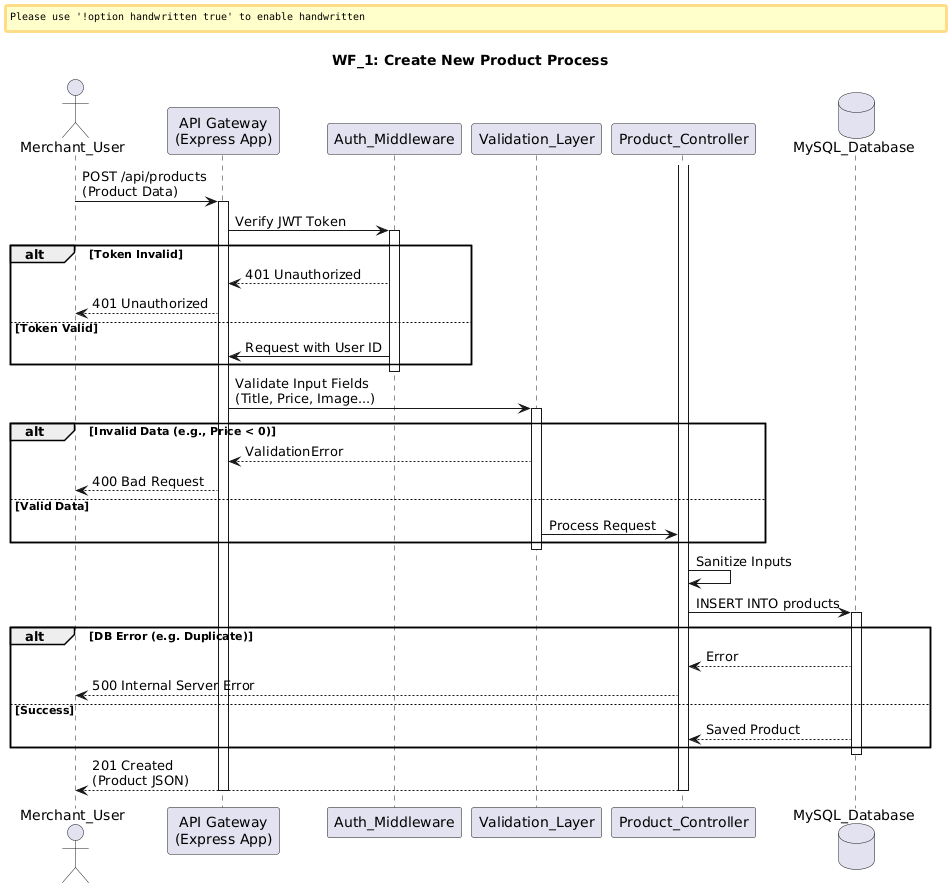 Please use '!option handwritten true' to enable handwritten
WF_1: Create New Product Process
Merchant_User
API Gateway
(Express App)
Auth_Middleware
Validation_Layer
Product_Controller
MySQL_Database
POST /api/products
(Product Data)
Verify JWT Token
alt
[Token Invalid]
401 Unauthorized
401 Unauthorized
[Token Valid]
Request with User ID
Validate Input Fields
(Title, Price, Image...)
alt
[Invalid Data (e.g., Price < 0)]
ValidationError
400 Bad Request
[Valid Data]
Process Request
Sanitize Inputs
INSERT INTO products
alt
[DB Error (e.g. Duplicate)]
Error
500 Internal Server Error
[Success]
Saved Product
201 Created
(Product JSON)
Merchant_User
API Gateway
(Express App)
Auth_Middleware
Validation_Layer
Product_Controller
MySQL_Database